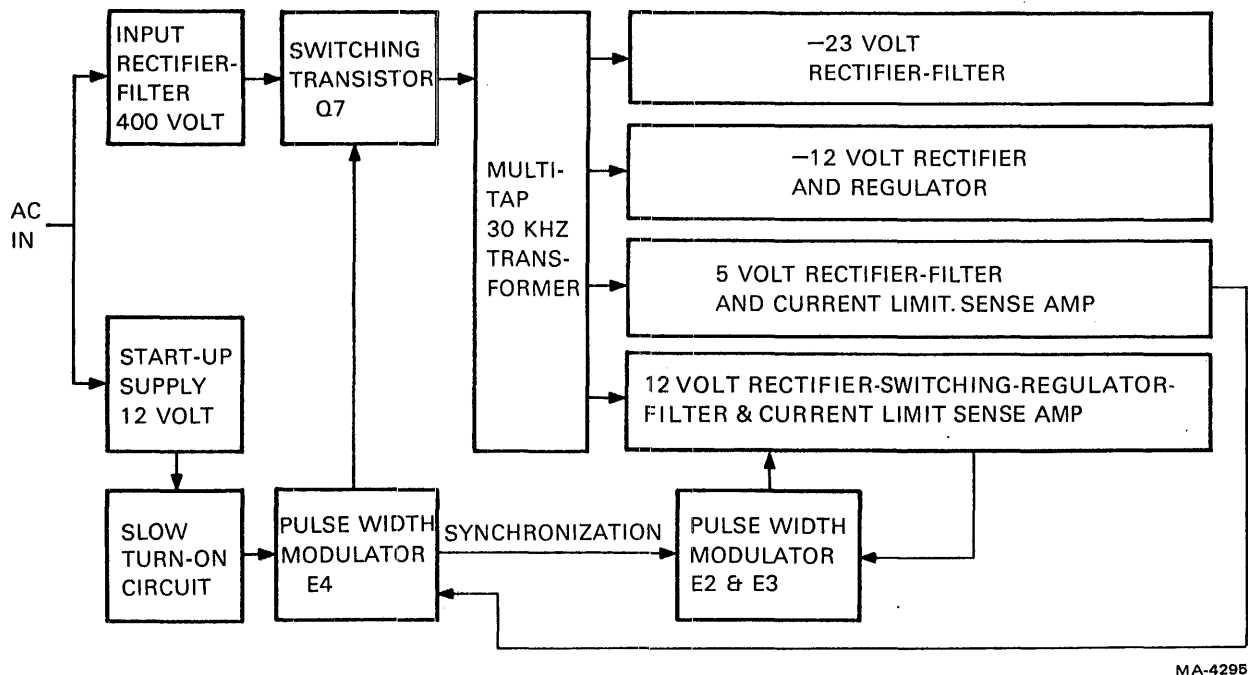 AC
IN
INPUT
RECTIFIER-
FILTER
400 VOLT
SWITCHING
TRANSISTOR
Q7
MULTI-
TAP
30 KHZ
TRANS-
FORMER
−23 VOLT
RECTIFIER-FILTER
−12 VOLT RECTIFIER
AND REGULATOR
5 VOLT RECTIFIER-FILTER
AND CURRENT LIMIT. SENSE AMP
12 VOLT RECTIFIER-SWITCHING-REGULATOR-
FILTER & CURRENT LIMIT SENSE AMP
START-UP
SUPPLY
12 VOLT
SLOW
TURN-ON
CIRCUIT
PULSE WIDTH
MODULATOR
E4
SYNCHRONIZATION
PULSE WIDTH
MODULATOR
E2 & E3
MA-4295